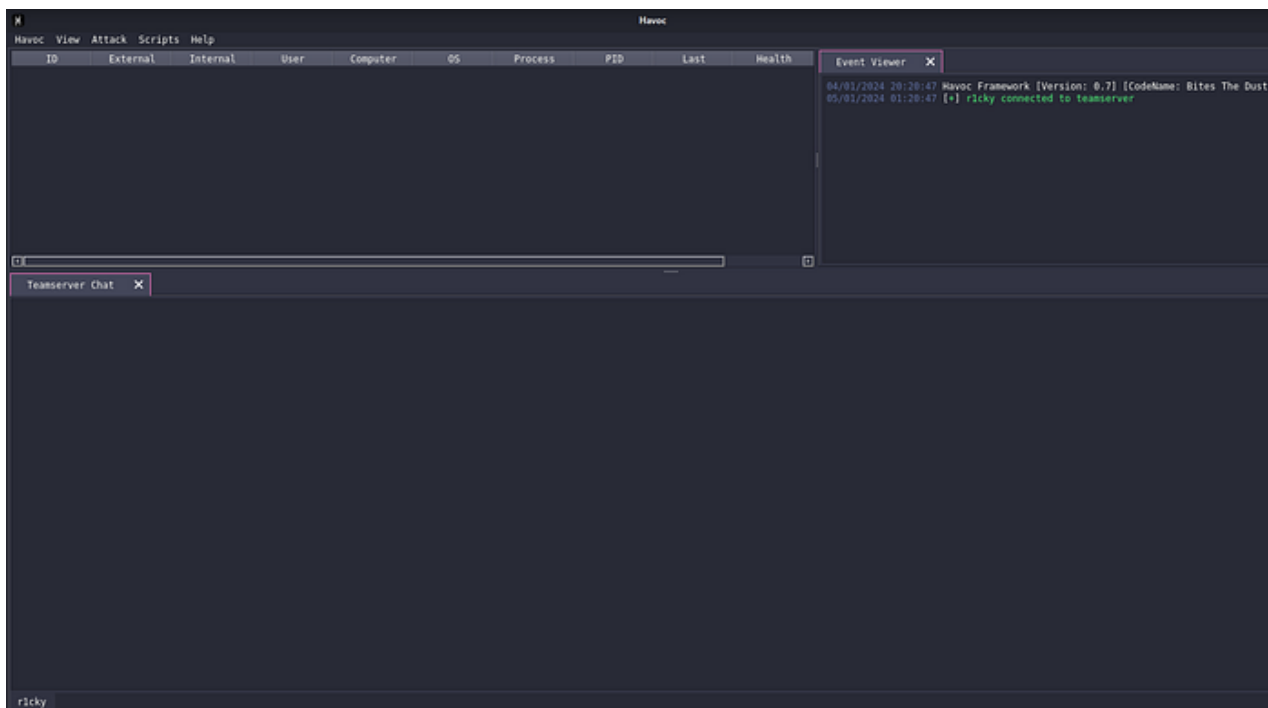 Havoc
Havoc View Attack Scripts Help
ID External Internal User Computer OS Process PID Last Health
Event Viewer X
04/01/2024 20:20:47 Havoc Framework [Version: 0.7] [CodeName: Bites The Dust
05/01/2024 01:20:47 [+] r1cky connected to teamserver
Teamserver Chat X
r1cky